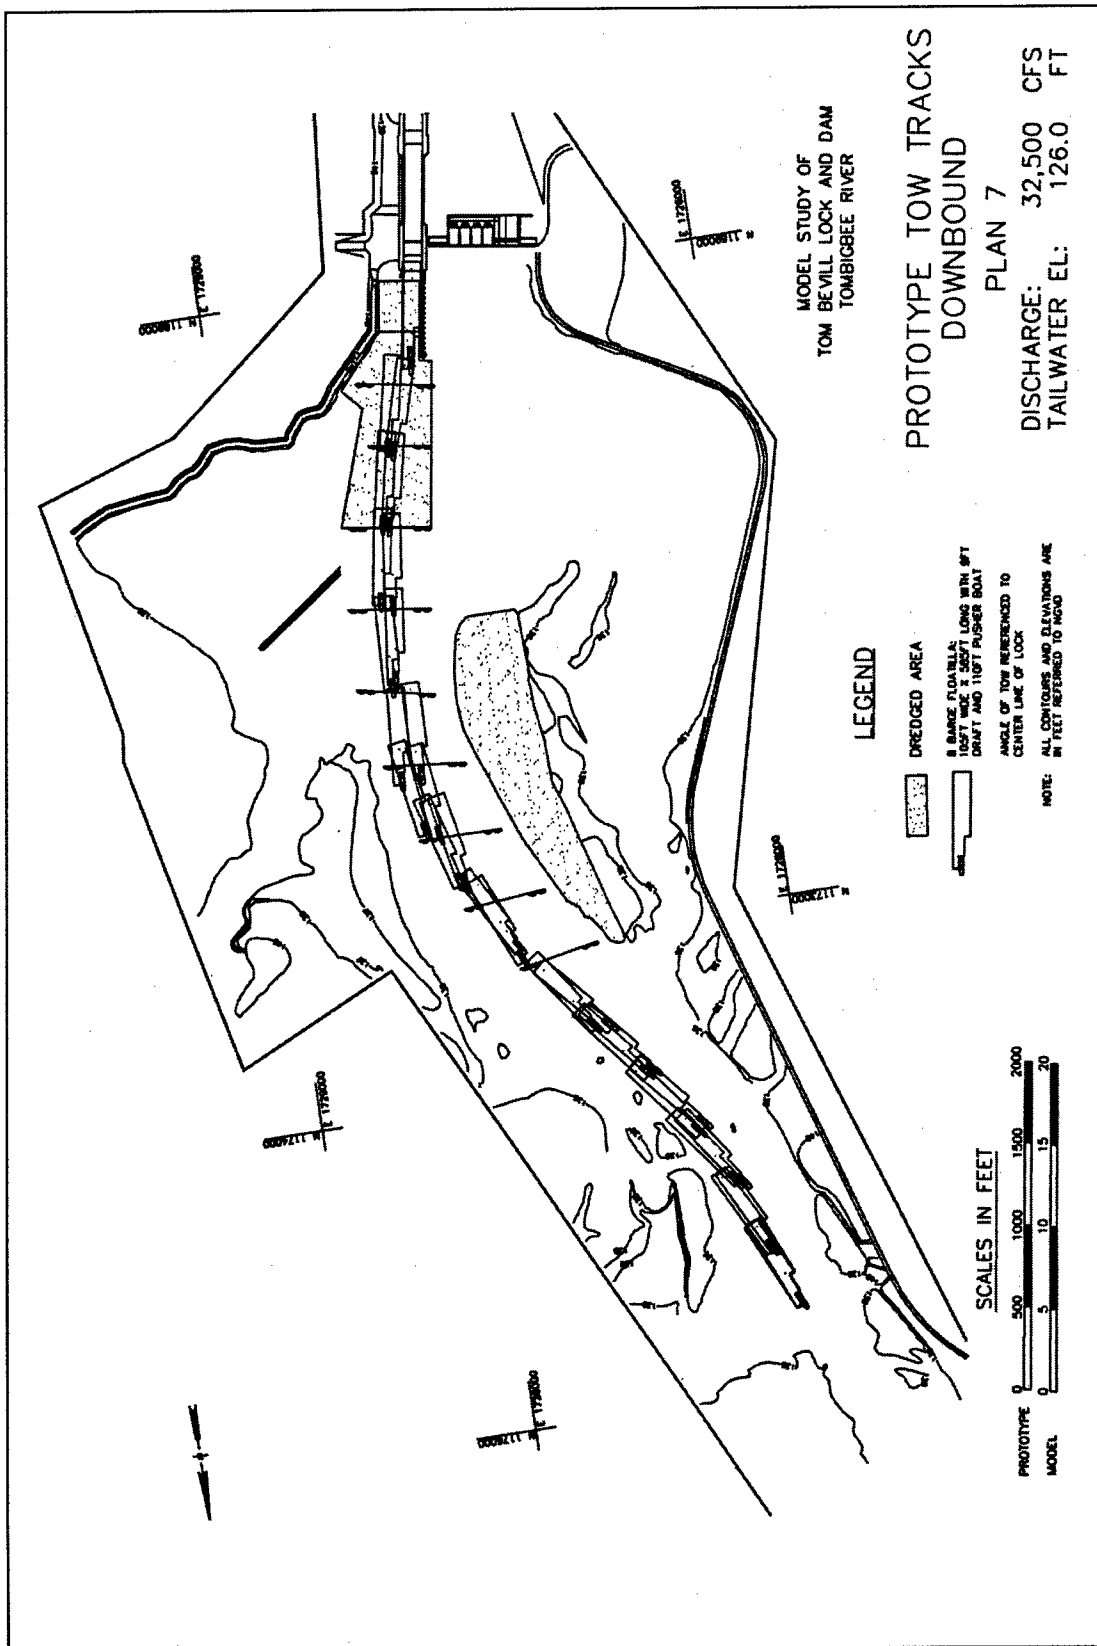 MODEL STUDY OF
TOM BEVILL LOCK AND DAM
TOMBIGBEE RIVER
PROTOTYPE TOW TRACKS
DOWNBOUND
PLAN 7
DISCHARGE: 32,500 CFS
TAILWATER EL: 126.0 FT
LEGEND
DREDGED AREA
8 BARGE FLOATILLA:
105FT WIDE X 585FT LONG WITH 9FT
DRAFT AND 110FT PUSHER BOAT
ANGLE OF TOW REFERENCED TO
CENTER LINE OF LOCK
NOTE: ALL CONTOURS AND ELEVATIONS ARE
IN FEET REFERRED TO NGVD
SCALES IN FEET
PROTOTYPE 0 500 1000 1500 2000
MODEL 0 5 10 15 20
N 1174000
E 1728000